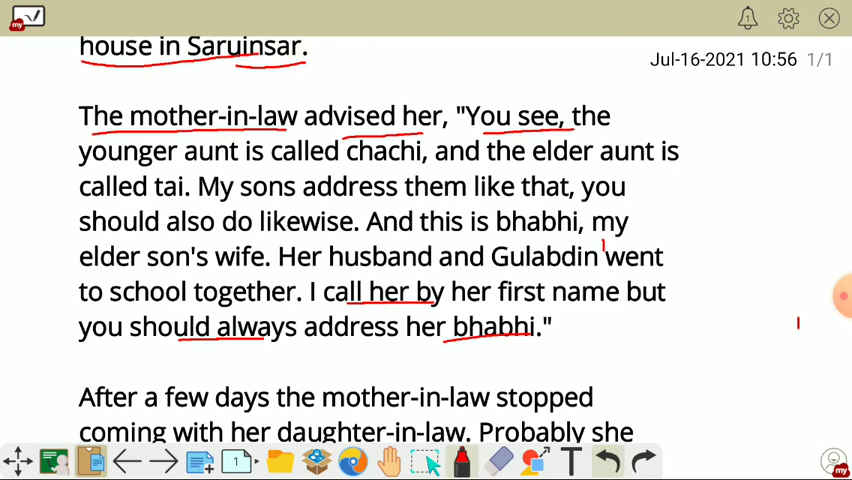 house in Saruinsar.
Jul-16-2021 10:56 1/1
The mother-in-law advised her, "You see, the
younger aunt is called chachi, and the elder aunt is
called tai. My sons address them like that, you
should also do likewise. And this is bhabhi, my
elder son's wife. Her husband and Gulabdin went
to school together. I call her by her first name but
you should always address her bhabhi."
After a few days the mother-in-law stopped
coming with her daughter-in-law. Probably she
my
1
1
T
my